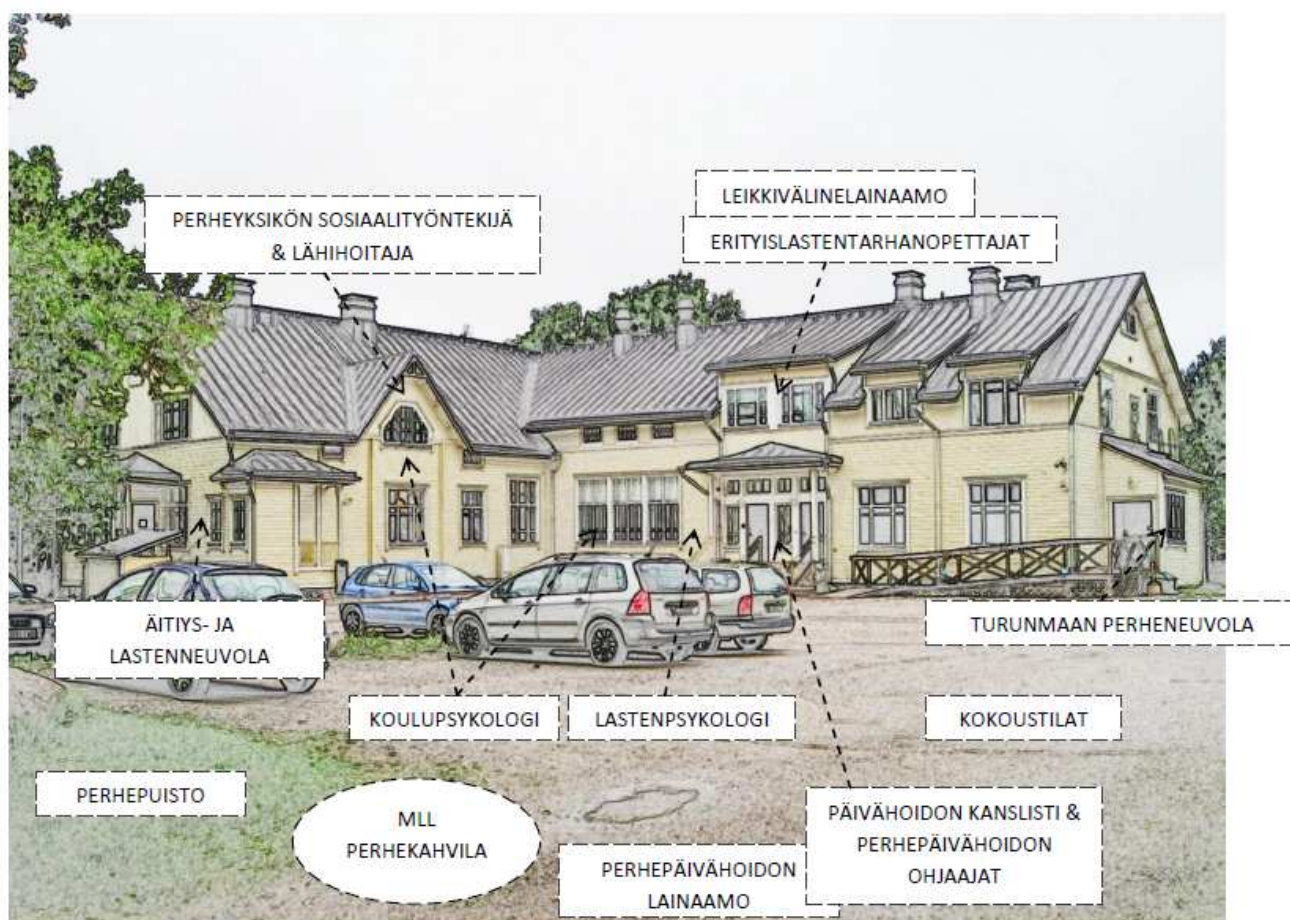 LEIKKIVÄLINELAINAAMO
PERHEYKSIKÖN SOSIAALITYÖNTEKIJÄ
& LÄHIHOITAJA
ERITYISLASTENTARHANOPETTAJAT
ÄITIYS- JA
LASTENNEUVOLA
TURUNMAAN PERHENEUVOLA
KOULUPSYKOLOGI
LASTENPSYKOLOGI
KOKOUSTILAT
PERHEPUISTO
MLL
PERHEKAHVILA
PERHEPÄIVÄHOIDON
LAINAAMO
PÄIVÄHOIDON KANSLISTI &
PERHEPÄIVÄHOIDON
OHJAAJAT